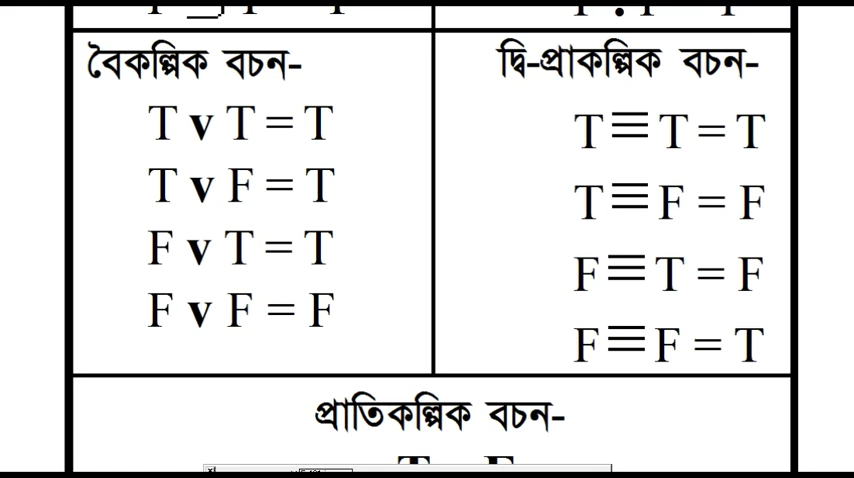 বৈকল্পিক বচন-
T v T = T
T v F = T
F v T = T
F v F = F
দ্বি-প্রাকল্পিক বচন-
T ≡ T = T
T ≡ F = F
F ≡ T = F
F ≡ F = T
প্রাতিকল্পিক বচন-